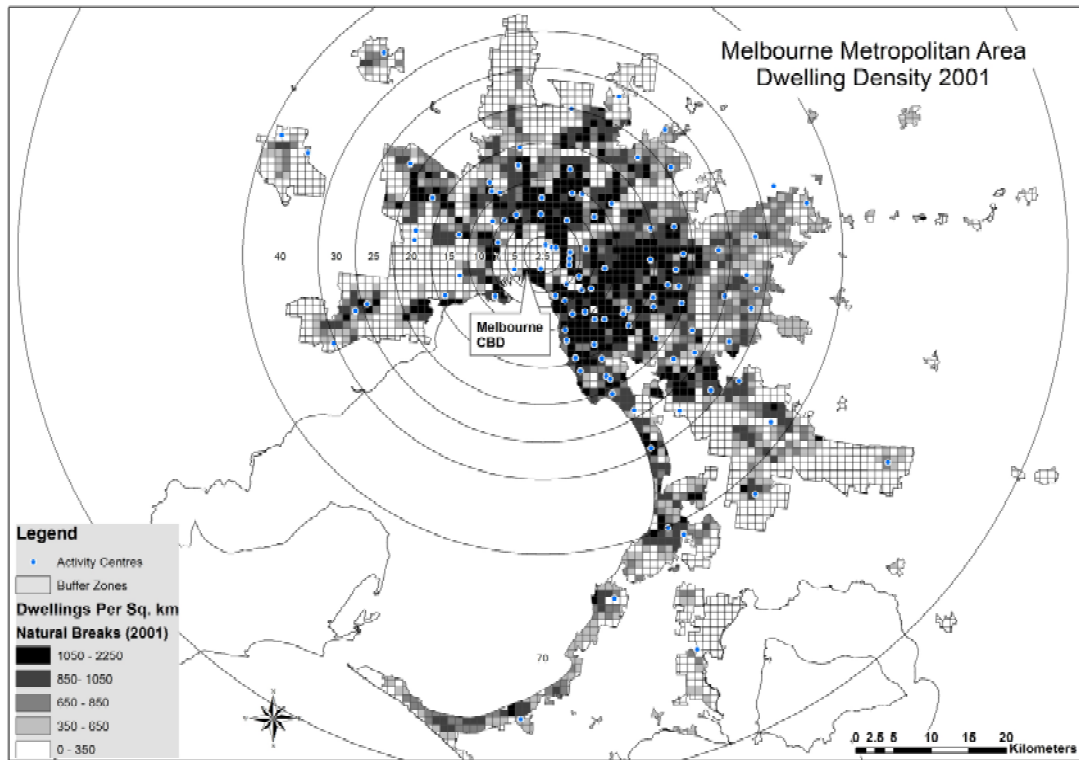 Melbourne Metropolitan Area
Dwelling Density 2001
40
30
25
20
15
10
7
5
2.5
Melbourne
CBD
70
Legend
Activity Centres
Buffer Zones
Dwellings Per Sq. km
Natural Breaks (2001)
1050 - 2250
850- 1050
650 - 850
350 - 650
0 - 350
0 2.5 5 10 15 20
Kilometers